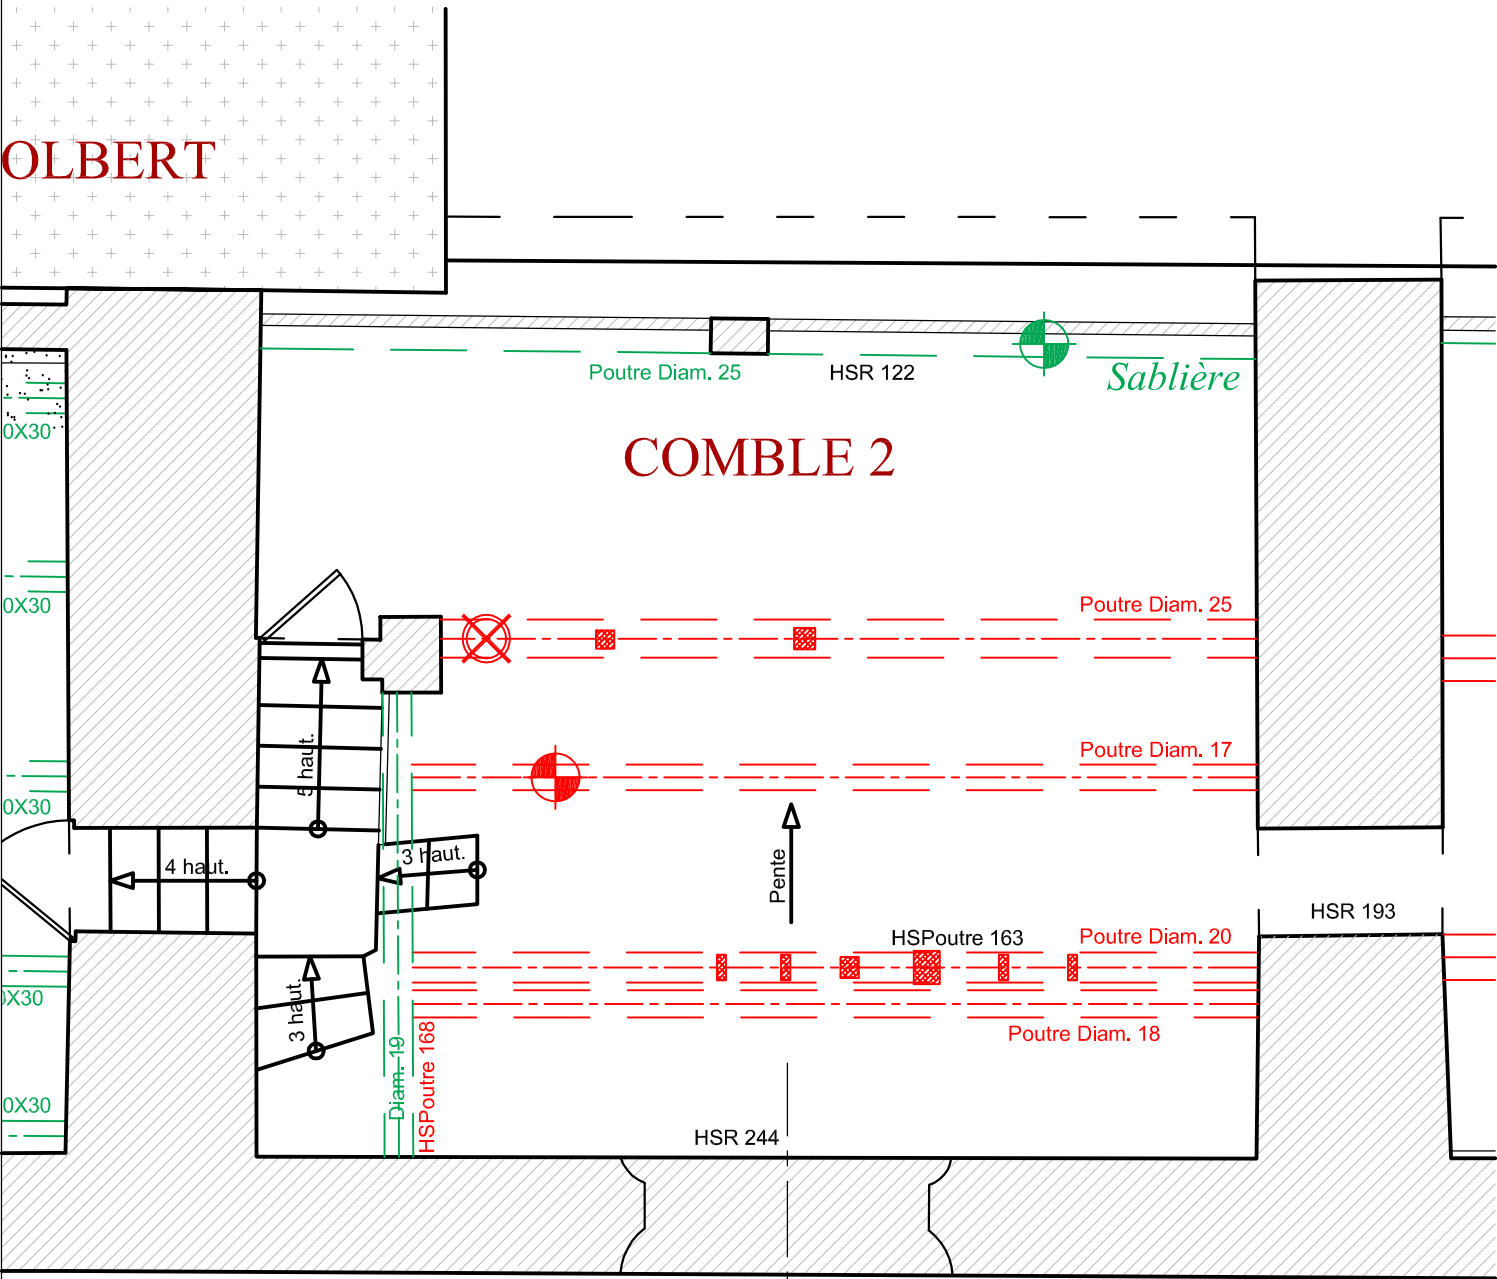 OLBERT
Poutre Diam. 25
HSR 122
Sablière
0X30
COMBLE 2
0X30
Poutre Diam. 25
5 haut.
Poutre Diam. 17
0X30
4 haut.
3 haut.
Pente
HSR 193
HSPoutre 163
Poutre Diam. 20
X30
3 haut.
Poutre Diam. 18
Diam. 19
HSPoutre 168
0X30
HSR 244